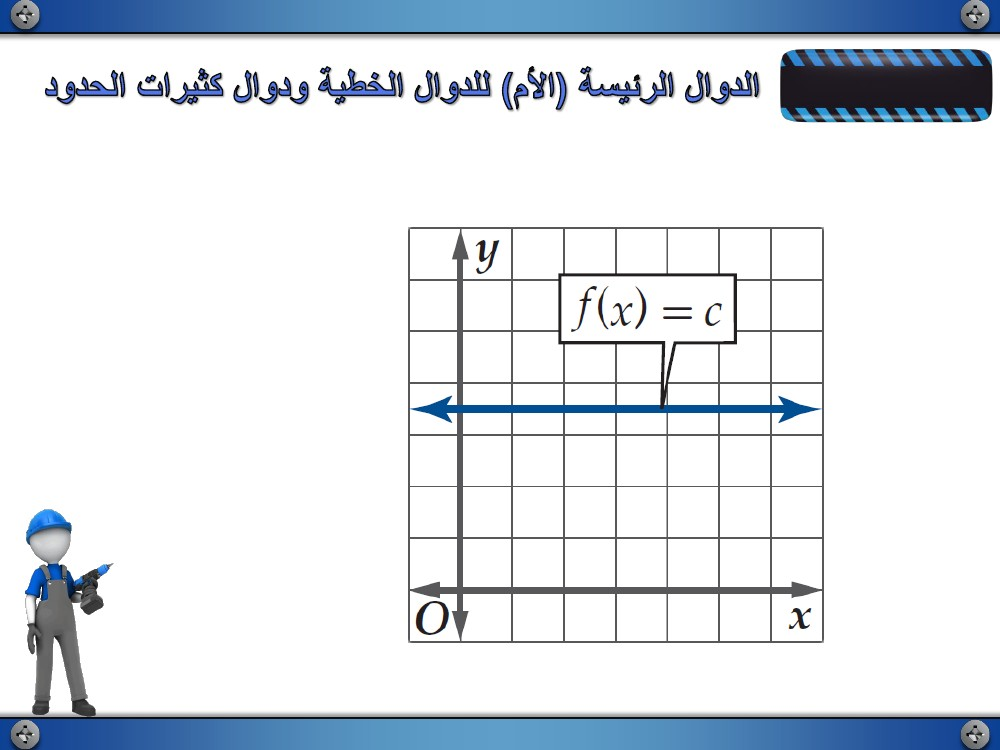 الدوال الرئيسة (الأم) للدوال الخطية ودوال كثيرات الحدود
y
f(x) = c
O
x